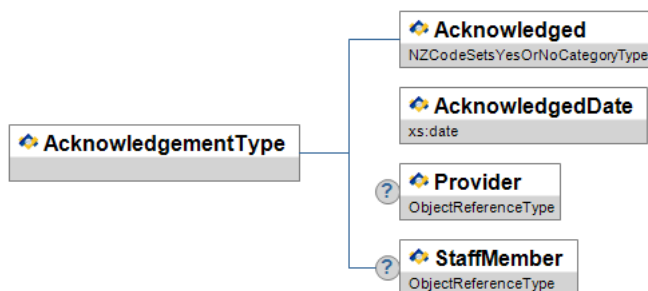 Acknowledged
NZCodeSetsYesOrNoCategoryType
AcknowledgedDate
xs:date
AcknowledgementType
?
Provider
ObjectReferenceType
?
StaffMember
ObjectReferenceType